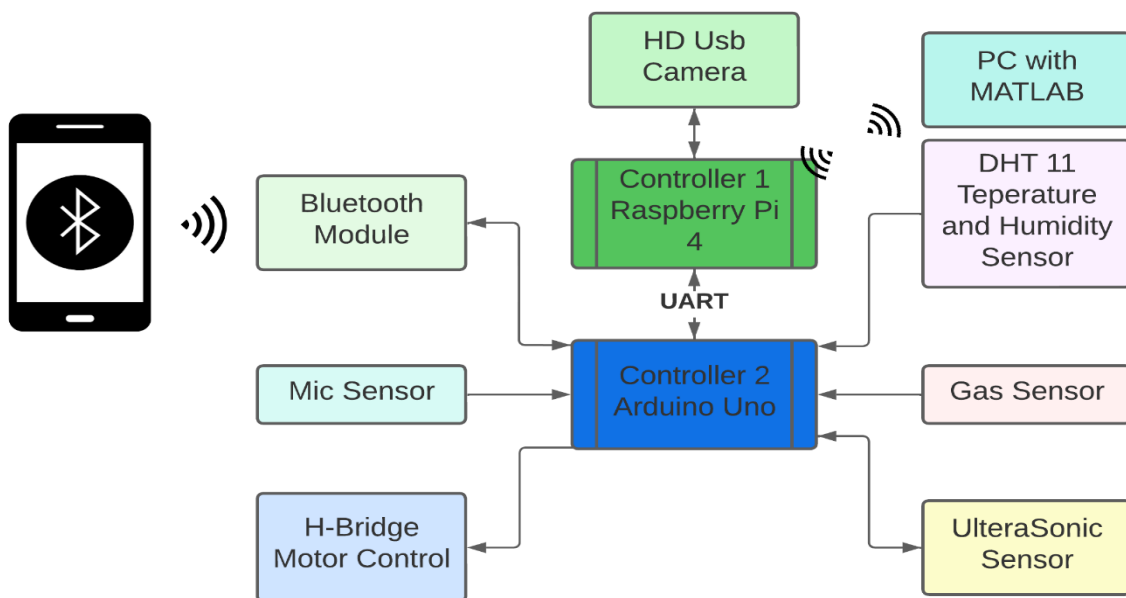 HD Usb
Camera
PC with
MATLAB
Controller 1
Raspberry Pi
4
DHT 11
Teperature
and Humidity
Sensor
Bluetooth
Module
UART
Mic Sensor
Controller 2
Arduino Uno
Gas Sensor
H-Bridge
Motor Control
UlteraSonic
Sensor